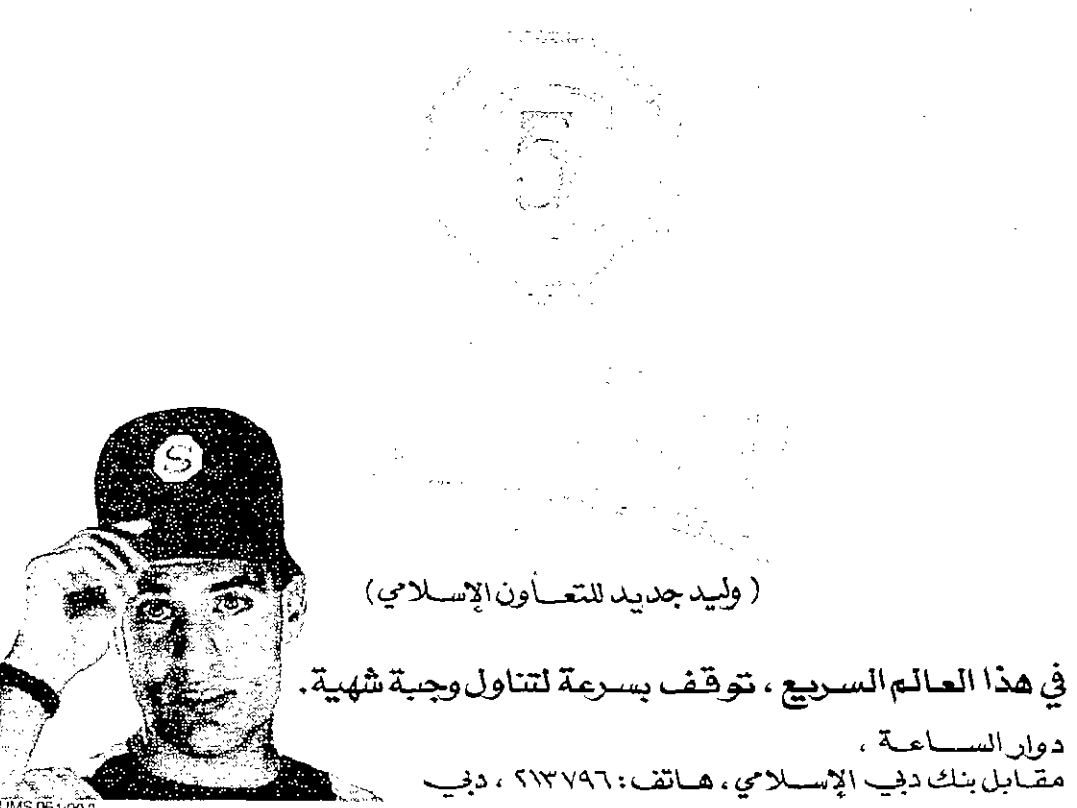 5
S
( وليد جديد للتعاون الإسلامي)
في هذا العالم السريع ، توقف بسرعة لتناول وجبة شهية.
دوار الساعة ،
مقابل بنك دبي الإسلامي ، هاتف: ٢١٣٧٩٦ ، دبي